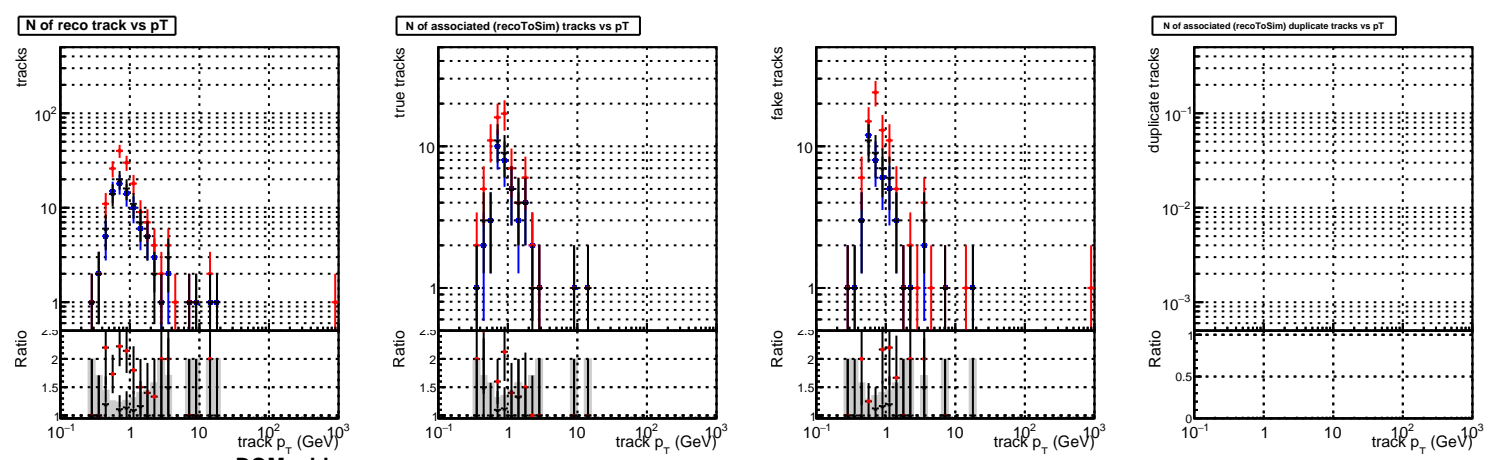 N of reco track vs pT
tracks
10²
10
1
Ratio
2.5
2
1.5
1
10⁻¹ 1 10 10² 10³
track p_T (GeV)
N of associated (recoToSim) tracks vs pT
true tracks
10
1
Ratio
2.5
2
1.5
1
10⁻¹ 1 10 10² 10³
track p_T (GeV)
fake tracks
10
1
Ratio
2.5
2
1.5
1
10⁻¹ 1 10 10² 10³
track p_T (GeV)
N of associated (recoToSim) duplicate tracks vs pT
duplicate tracks
10⁻¹
10⁻²
10⁻³
Ratio
1
0.5
0
10⁻¹ 1 10 10² 10³
track p_T (GeV)